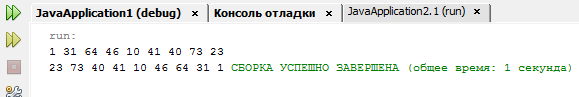 JavaApplication1 (debug) × Консоль отладки × JavaApplication2.1 (run) ×
run:
1 31 64 46 10 41 40 73 23
23 73 40 41 10 46 64 31 1 СБОРКА УСПЕШНО ЗАВЕРШЕНА (общее время: 1 секунда)